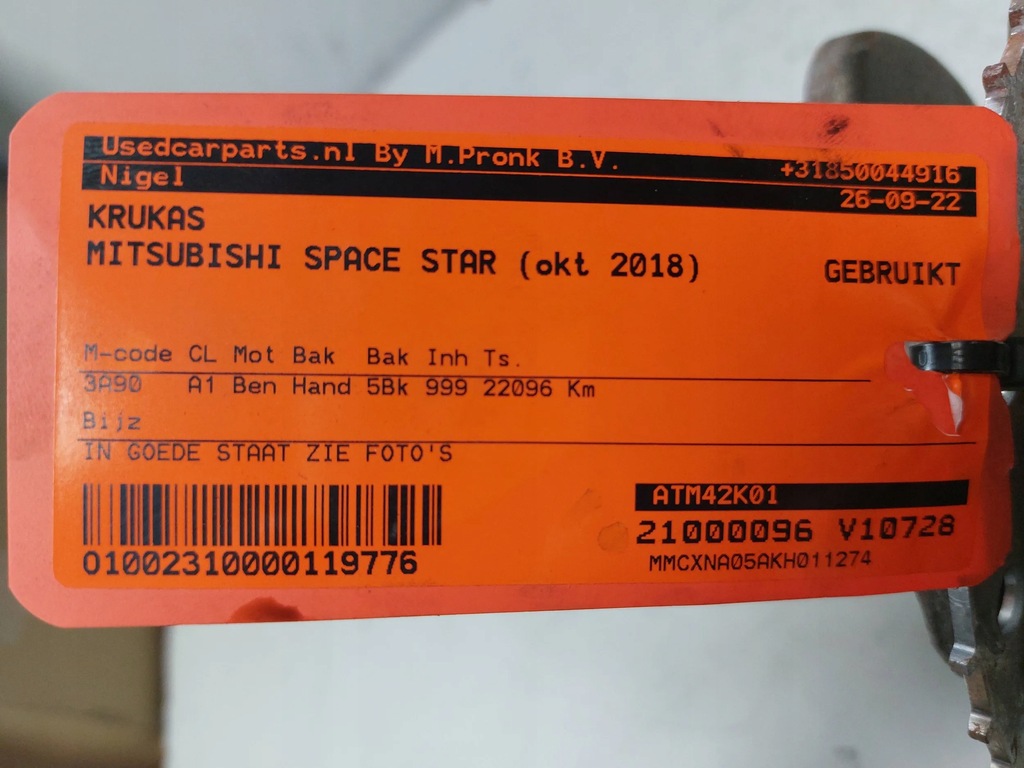 Usedcarparts.nl By M.Pronk B.V. +31850044916
Nigel 26-09-22
KRUKAS
MITSUBISHI SPACE STAR (okt 2018) GEBRUIKT
M-code CL Mot Bak Bak Inh Ts.
3A90 A1 Ben Hand 5Bk 999 22096 Km
Bijz
IN GOEDE STAAT ZIE FOTO'S
ATM42K01
21000096 V10728
01002310000119776 MMCXNA05AKH011274